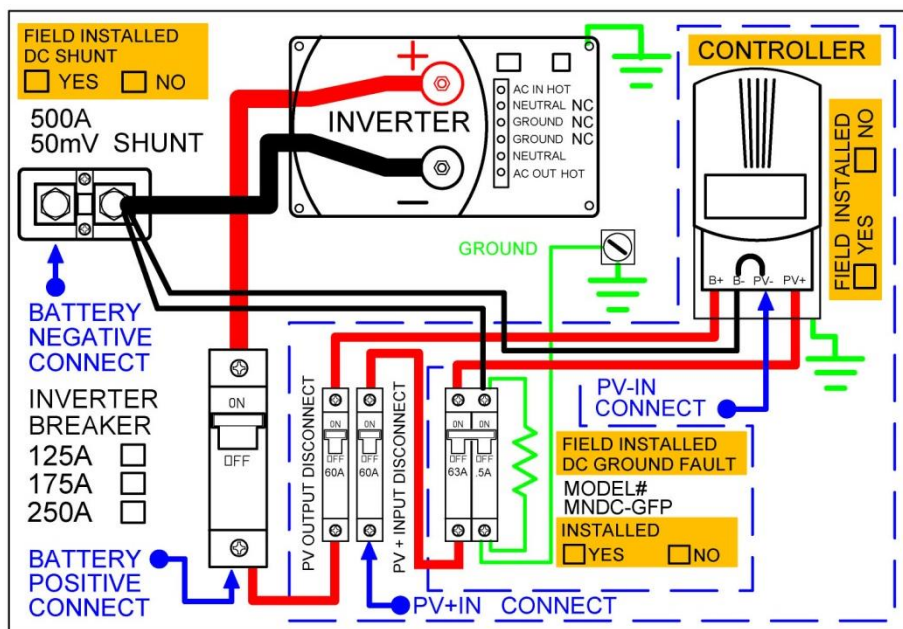 FIELD INSTALLED
DC SHUNT
YES NO
500A
50mV SHUNT
INVERTER
AC IN HOT
NEUTRAL NC
GROUND NC
GROUND NC
NEUTRAL
AC OUT HOT
CONTROLLER
FIELD INSTALLED
YES NO
B+ B- PV- PV+
GROUND
BATTERY
NEGATIVE
CONNECT
INVERTER
BREAKER
125A
175A
250A
BATTERY
POSITIVE
CONNECT
ON
OFF
PV OUTPUT DISCONNECT
ON
OFF
60A
PV + INPUT DISCONNECT
ON
OFF
60A
ON ON
OFF OFF
63A .5A
PV-IN
CONNECT
FIELD INSTALLED
DC GROUND FAULT
MODEL#
MNDC-GFP
INSTALLED
YES NO
PV+IN CONNECT